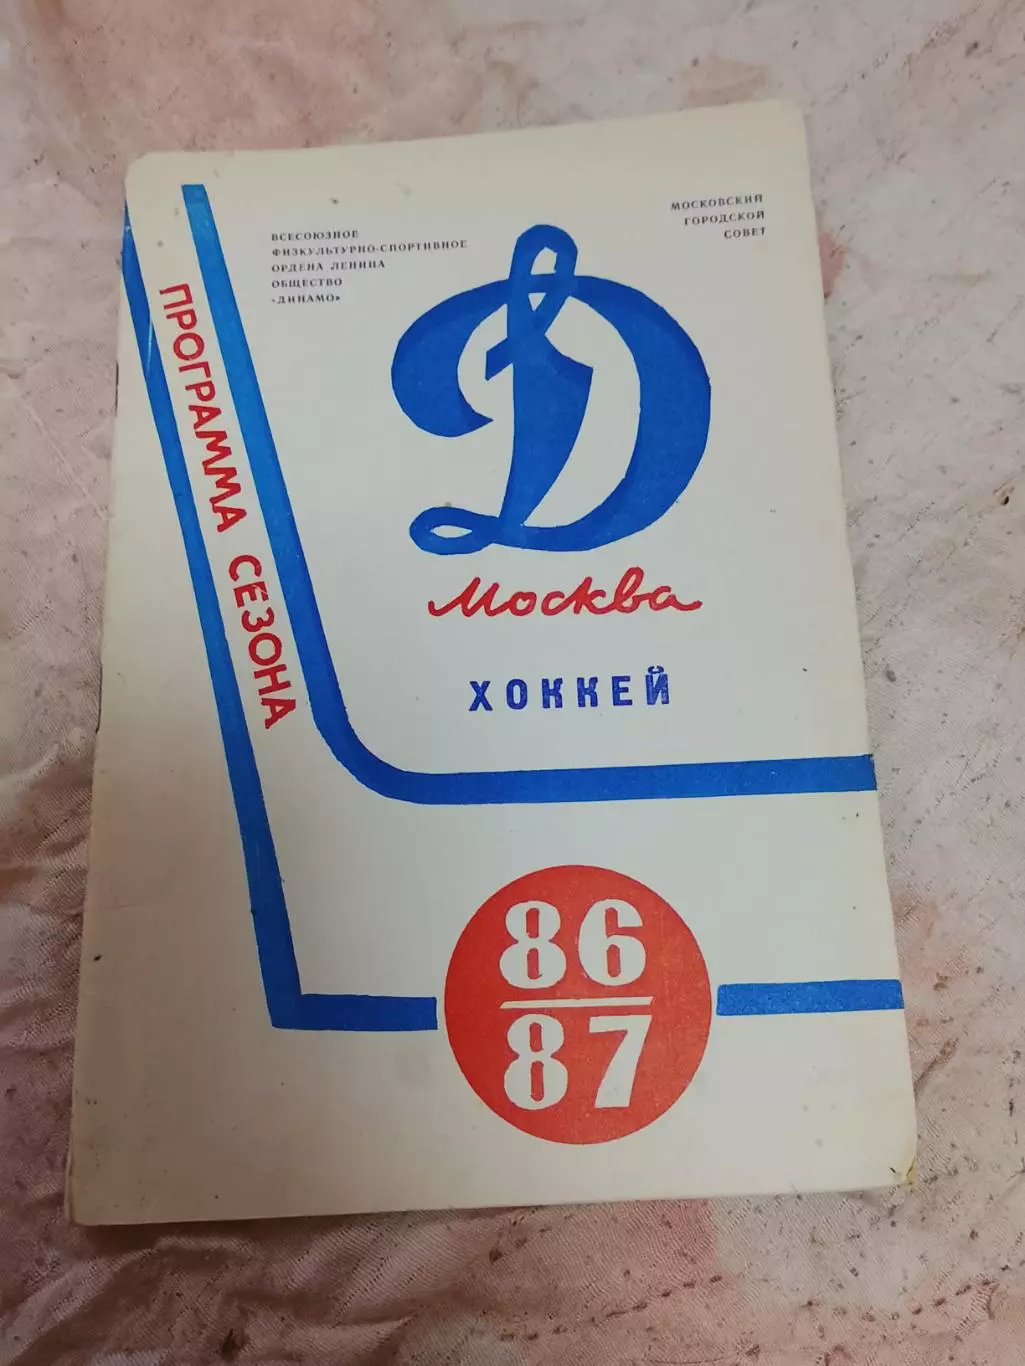 ВСЕСОЮЗНОЕ
ФИЗКУЛЬТУРНО-СПОРТИВНОЕ
ОРДЕНА ЛЕНИНА
ОБЩЕСТВО
«ДИНАМО»
МОСКОВСКИЙ
ГОРОДСКОЙ
СОВЕТ
ПРОГРАММА СЕЗОНА
Д
Москва
ХОККЕЙ
86
87